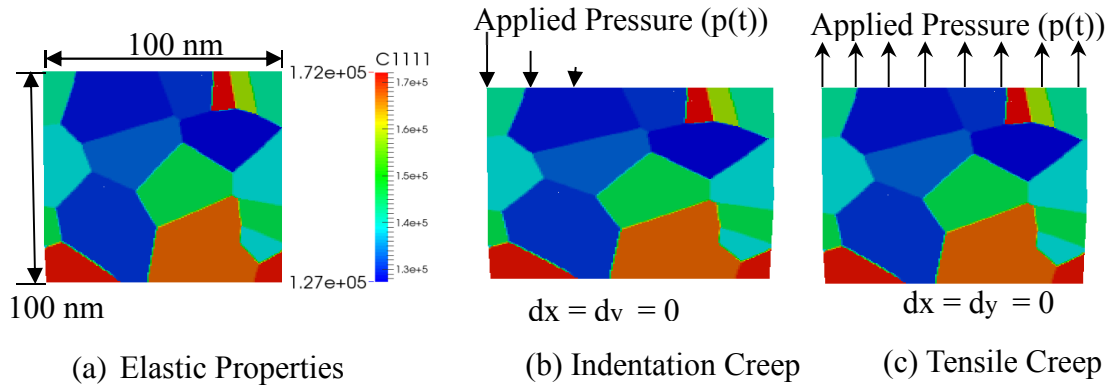 Applied Pressure (p(t))
Applied Pressure (p(t))
100 nm
1.72e+05
C1111
1.7e+5
1.6e+5
1.5e+5
1.4e+5
1.3e+5
1.27e+05
100 nm
dx = dv = 0
dx = dy = 0
(a) Elastic Properties
(b) Indentation Creep
(c) Tensile Creep